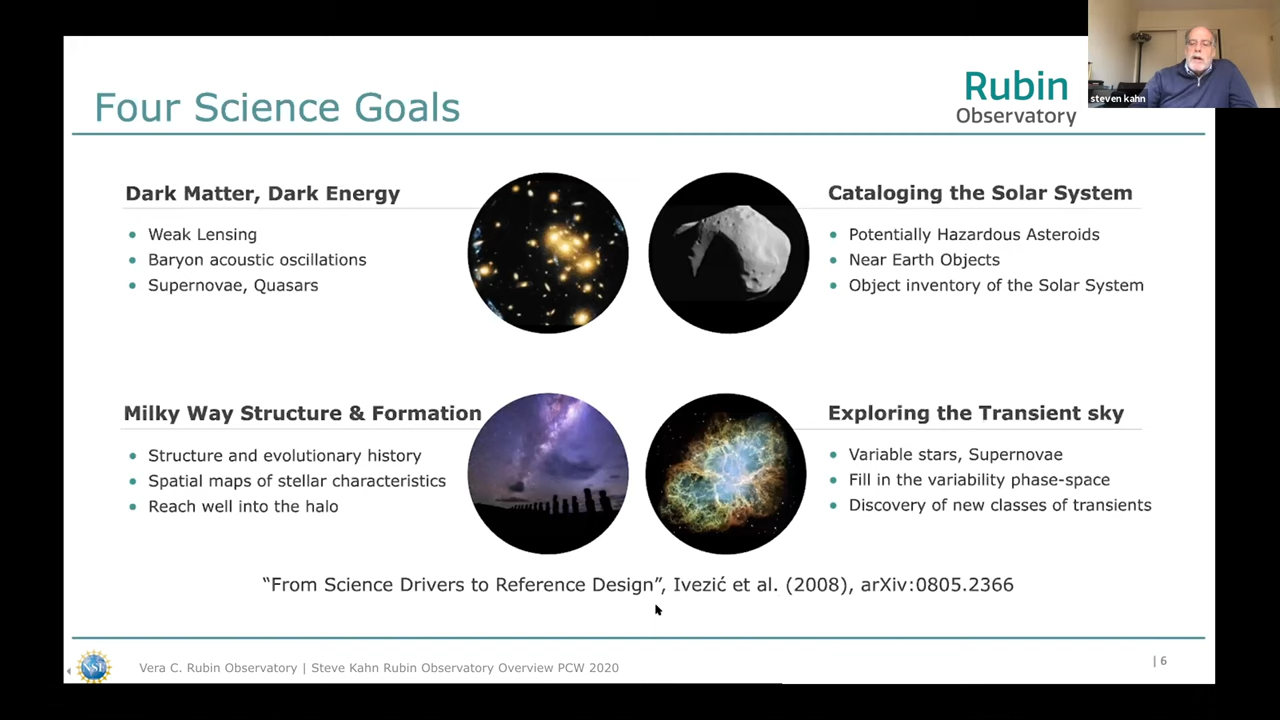 Four Science Goals
Rubin
Observatory
steven kahn
Dark Matter, Dark Energy
• Weak Lensing
• Baryon acoustic oscillations
• Supernovae, Quasars
Cataloging the Solar System
• Potentially Hazardous Asteroids
• Near Earth Objects
• Object inventory of the Solar System
Milky Way Structure & Formation
• Structure and evolutionary history
• Spatial maps of stellar characteristics
• Reach well into the halo
Exploring the Transient sky
• Variable stars, Supernovae
• Fill in the variability phase-space
• Discovery of new classes of transients
“From Science Drivers to Reference Design”, Ivezić et al. (2008), arXiv:0805.2366
NSF
Vera C. Rubin Observatory | Steve Kahn Rubin Observatory Overview PCW 2020
| 6